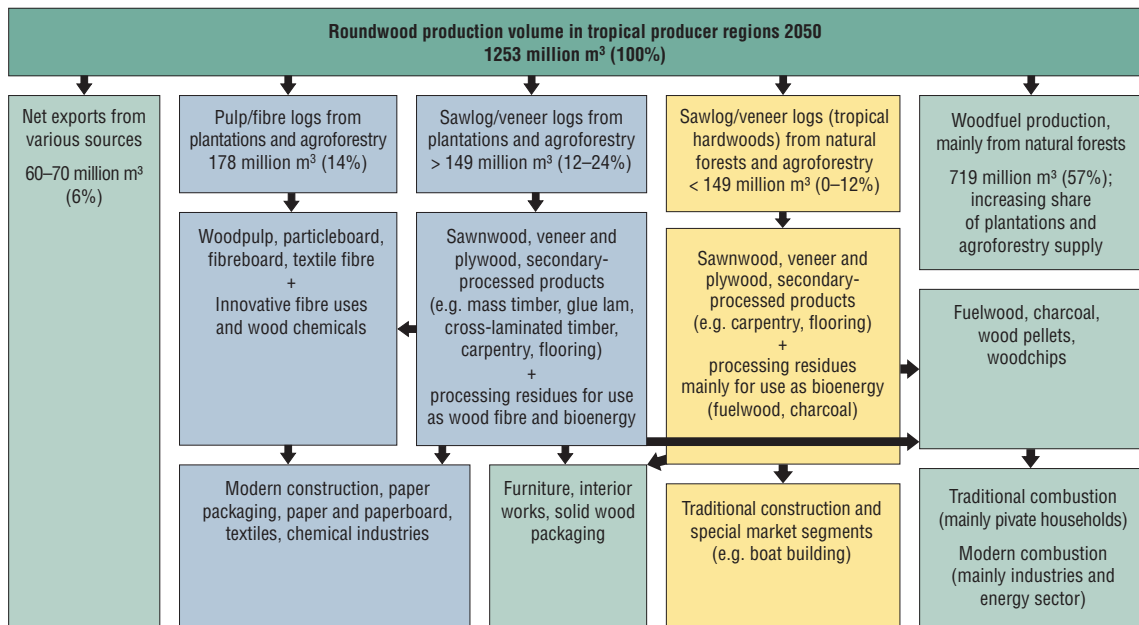 Roundwood production volume in tropical producer regions 2050
1253 million m³ (100%)
Net exports from
various sources
60–70 million m³
(6%)
Pulp/fibre logs from
plantations and agroforestry
178 million m³ (14%)
Sawlog/veneer logs from
plantations and agroforestry
> 149 million m³ (12–24%)
Sawlog/veneer logs (tropical
hardwoods) from natural
forests and agroforestry
< 149 million m³ (0–12%)
Woodfuel production,
mainly from natural forests
719 million m³ (57%);
increasing share
of plantations and
agroforestry supply
Woodpulp, particleboard,
fibreboard, textile fibre
+
Innovative fibre uses
and wood chemicals
Sawnwood, veneer and
plywood, secondary-
processed products
(e.g. mass timber, glue lam,
cross-laminated timber,
carpentry, flooring)
+
processing residues for use
as wood fibre and bioenergy
Sawnwood, veneer and
plywood, secondary-
processed products
(e.g. carpentry, flooring)
+
processing residues
mainly for use as bioenergy
(fuelwood, charcoal)
Fuelwood, charcoal,
wood pellets,
woodchips
Modern construction, paper
packaging, paper and paperboard,
textiles, chemical industries
Furniture, interior
works, solid wood
packaging
Traditional construction and
special market segments
(e.g. boat building)
Traditional combustion
(mainly private households)
Modern combustion
(mainly industries and
energy sector)